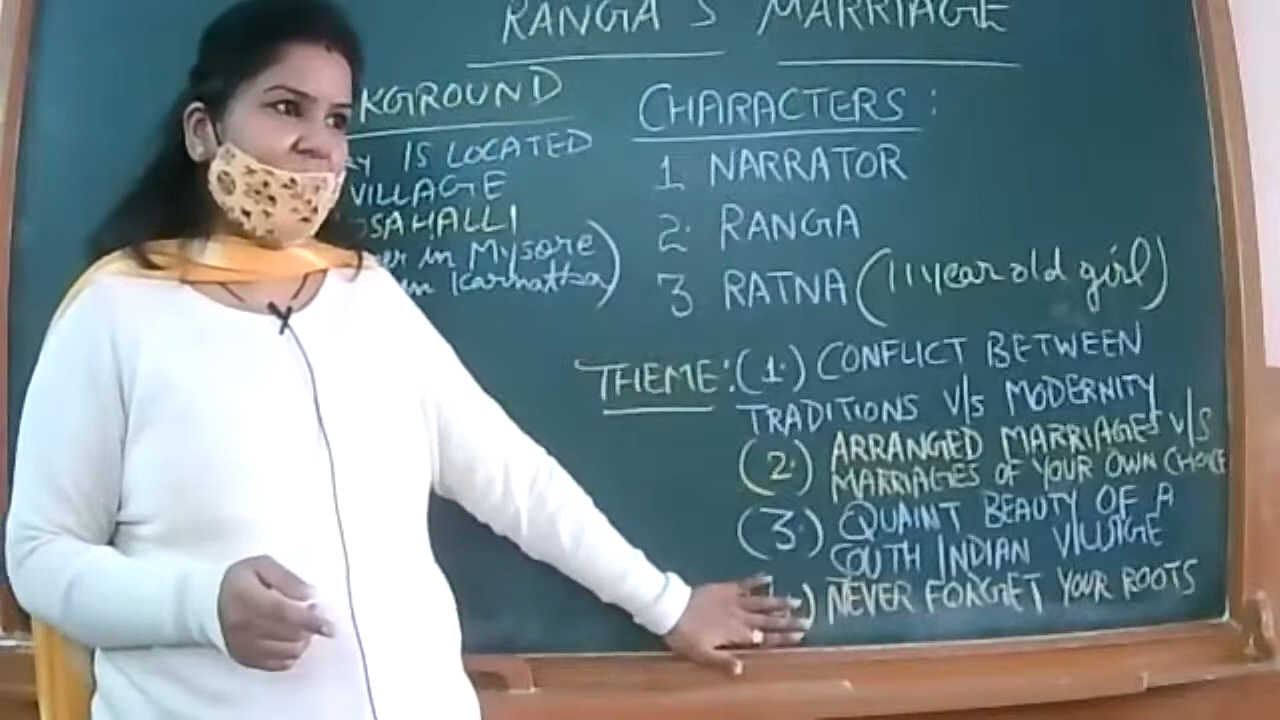 RANGA'S MARRIAGE
KGROUND
IS LOCATED
VILLAGE
SAHALLI
in Mysore
in Karnatka)
CHARACTERS:
1 NARRATOR
2. RANGA
3 RATNA (11 year old girl)
THEME: (1.) CONFLICT BETWEEN
TRADITIONS V/S MODERNITY
(2.) ARRANGED MARRIAGES V/S
MARRIAGES OF YOUR OWN CHOICE
(3.) QUAINT BEAUTY OF A
SOUTH INDIAN VILLAGE
NEVER FORGET YOUR ROOTS